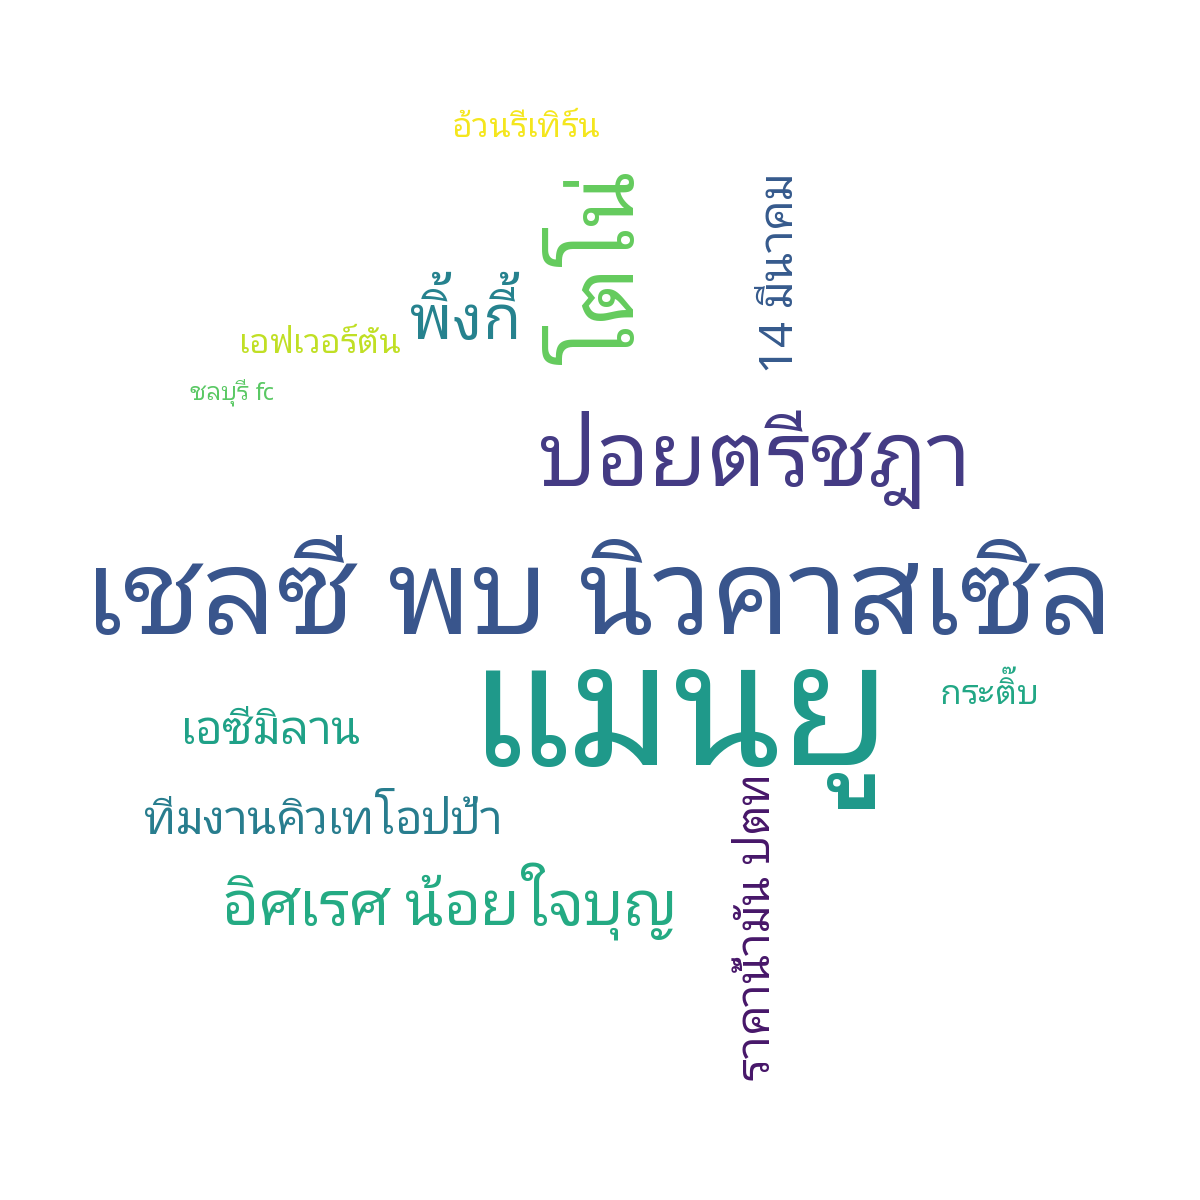 อ้วนรีเทิร์น
โตโน่
14 มีนาคม
พิ้งกี้
เอฟเวอร์ตัน
ชลบุรี fc
ปอยตรีชฎา
เชลซี พบ นิวคาสเซิล
แมนยู
กระติ๊บ
เอซีมิลาน
ทีมงานคิวเทโอปป้า
ราคาน้ำมัน ปตท
อิศเรศ น้อยใจบุญ